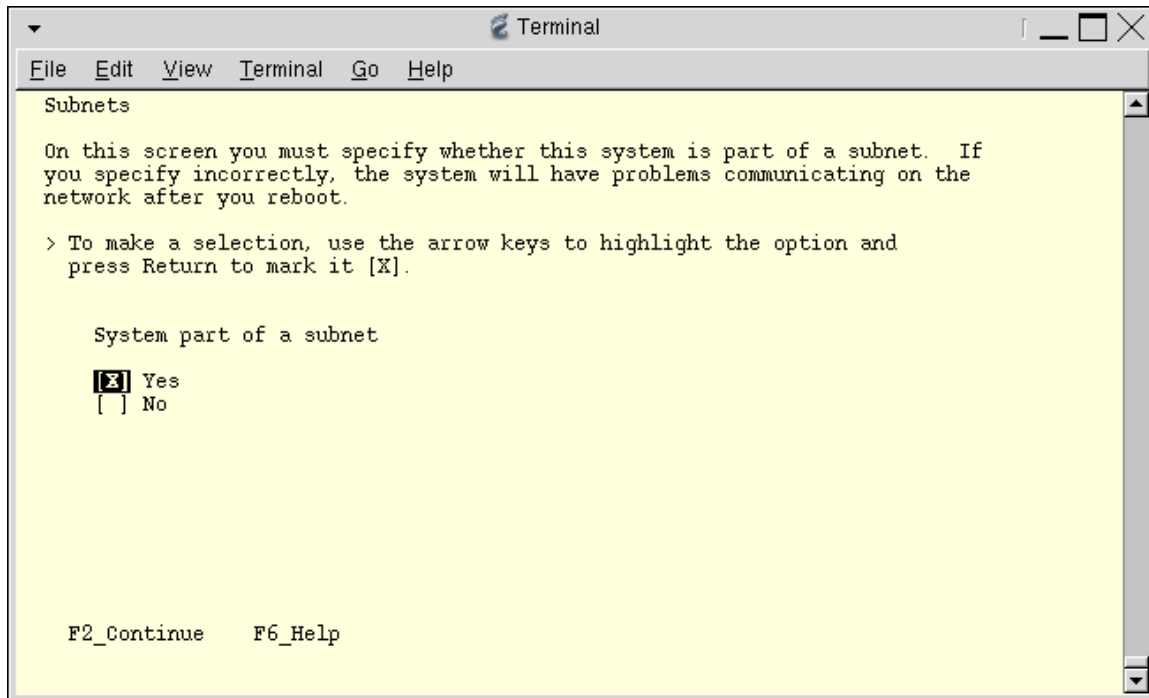 Terminal
File Edit View Terminal Go Help
Subnets
On this screen you must specify whether this system is part of a subnet. If
you specify incorrectly, the system will have problems communicating on the
network after you reboot.
> To make a selection, use the arrow keys to highlight the option and
press Return to mark it [X].
System part of a subnet
[X] Yes
[ ] No
F2_Continue F6_Help